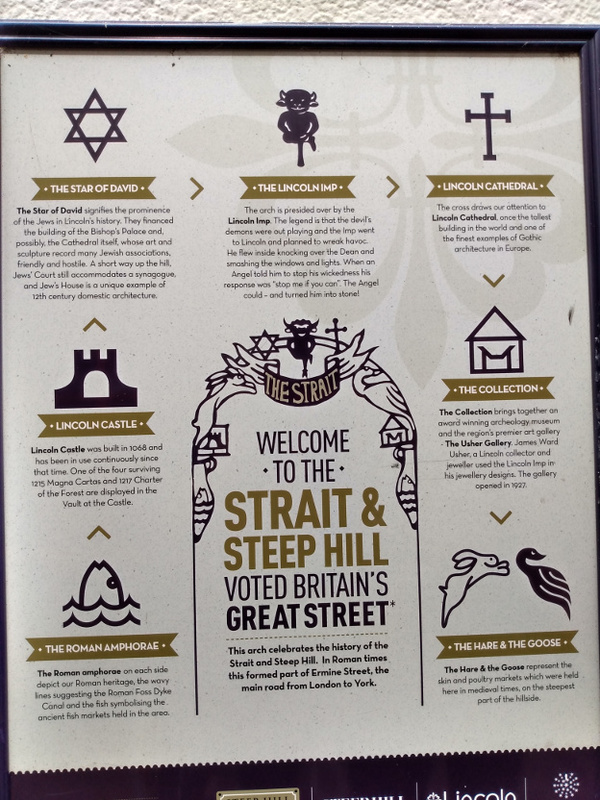 • THE STAR OF DAVID •
The Star of David signifies the prominence
of the Jews in Lincoln's history. They financed
the building of the Bishop's Palace and,
possibly, the Cathedral itself, whose art and
sculpture record many Jewish associations,
friendly and hostile. A short way up the hill,
Jews' Court still accommodates a synagogue,
and Jew's House is a unique example of
12th century domestic architecture.
• THE LINCOLN IMP •
The arch is presided over by the
Lincoln Imp. The legend is that the devil's
demons were out playing and the Imp went
to Lincoln and planned to wreak havoc.
He flew inside knocking over the Dean and
smashing the windows and lights. When an
Angel told him to stop his wickedness his
response was "stop me if you can". The Angel
could – and turned him into stone!
• LINCOLN CATHEDRAL •
The cross draws our attention to
Lincoln Cathedral, once the tallest
building in the world and one of
the finest examples of Gothic
architecture in Europe.
• THE COLLECTION •
The Collection brings together an
award winning archeology museum
and the region's premier art gallery
- The Usher Gallery. James Ward
Usher, a Lincoln collector and
jeweller used the Lincoln Imp in
his jewellery designs. The gallery
opened in 1927.
• THE HARE & THE GOOSE •
The Hare & the Goose represent the
skin and poultry markets which were held
here in medieval times, on the steepest
part of the hillside.
• THE ROMAN AMPHORAE •
The Roman amphorae on each side
depict our Roman heritage, the wavy
lines suggesting the Roman Foss Dyke
Canal and the fish symbolising the
ancient fish markets held in the area.
• LINCOLN CASTLE •
Lincoln Castle was built in 1068 and
has been in use continuously since
that time. One of the four surviving
1215 Magna Cartas and 1217 Charter
of the Forest are displayed in the
Vault at the Castle.
THE STRAIT
WELCOME
• TO THE •
STRAIT &
STEEP HILL
VOTED BRITAIN'S
GREAT STREET*
This arch celebrates the history of the
Strait and Steep Hill. In Roman times
this formed part of Ermine Street, the
main road from London to York.
STEEP HILL
STEEP HILL
Lincoln